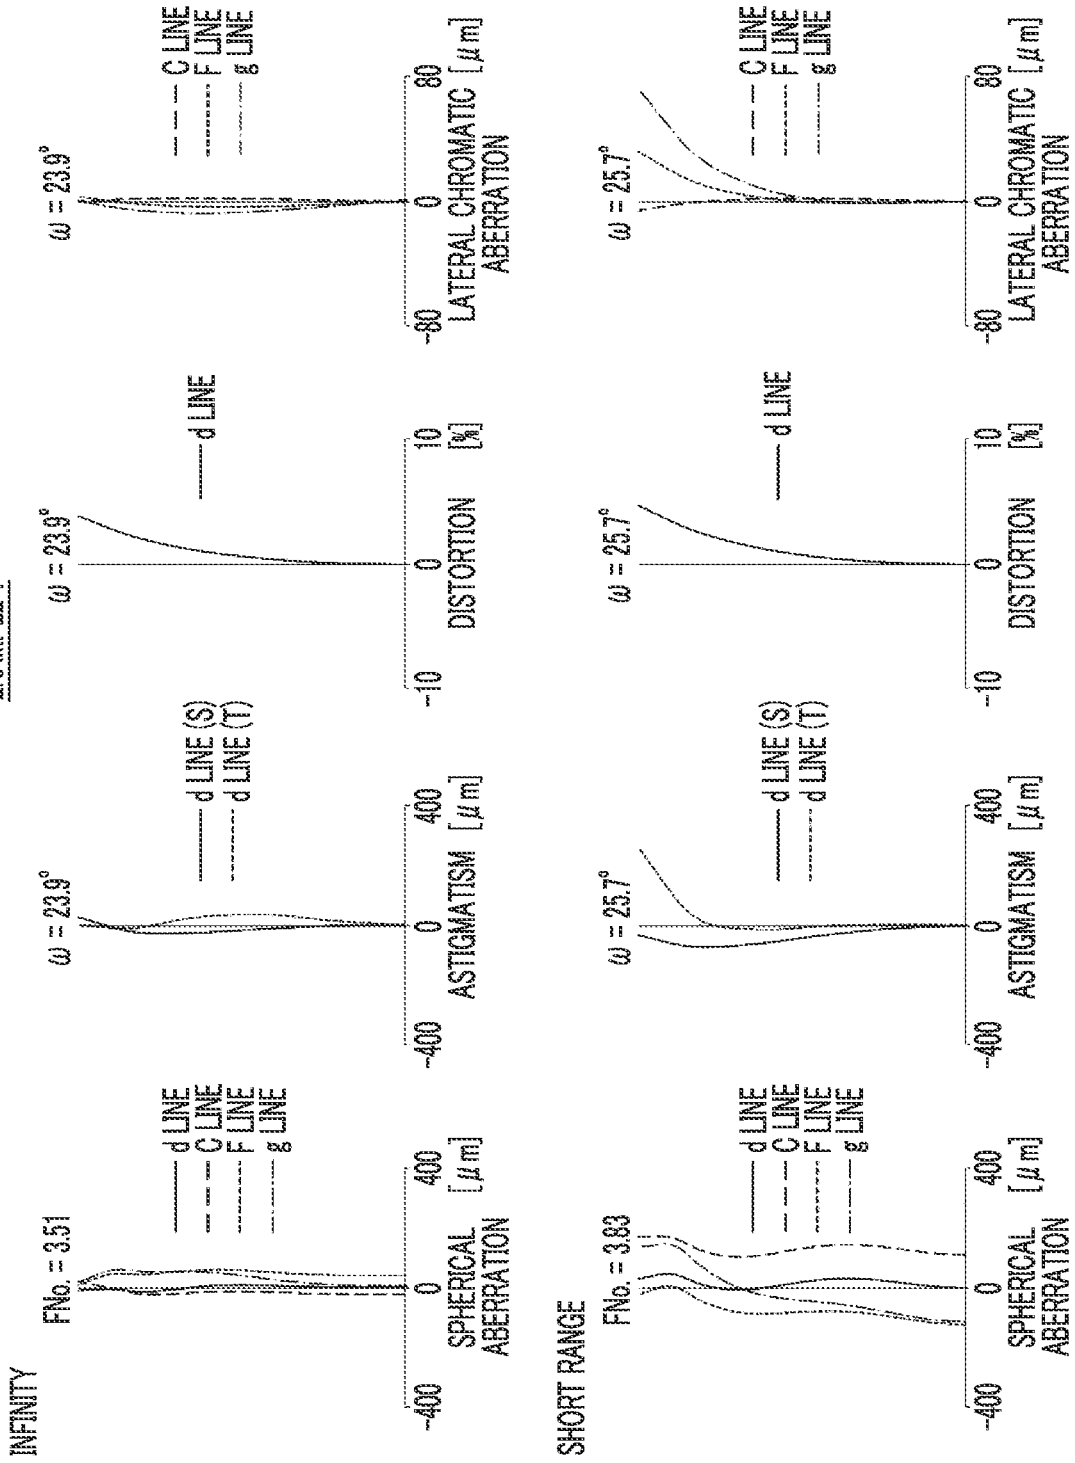 INFINITY
FNo. = 3.51
d LINE
C LINE
F LINE
g LINE
-400
0
400
SPHERICAL
ABERRATION
[μm]
ω = 23.9°
d LINE (S)
d LINE (T)
-400
0
400
ASTIGMATISM
[μm]
ω = 23.9°
d LINE
-10
0
10
DISTORTION
[%]
ω = 23.9°
C LINE
F LINE
g LINE
-80
0
80
LATERAL CHROMATIC
ABERRATION
[μm]
SHORT RANGE
FNo. = 3.83
d LINE
C LINE
F LINE
g LINE
-400
0
400
SPHERICAL
ABERRATION
[μm]
ω = 25.7°
d LINE (S)
d LINE (T)
-400
0
400
ASTIGMATISM
[μm]
ω = 25.7°
d LINE
-10
0
10
DISTORTION
[%]
ω = 25.7°
C LINE
F LINE
g LINE
-80
0
80
LATERAL CHROMATIC
ABERRATION
[μm]